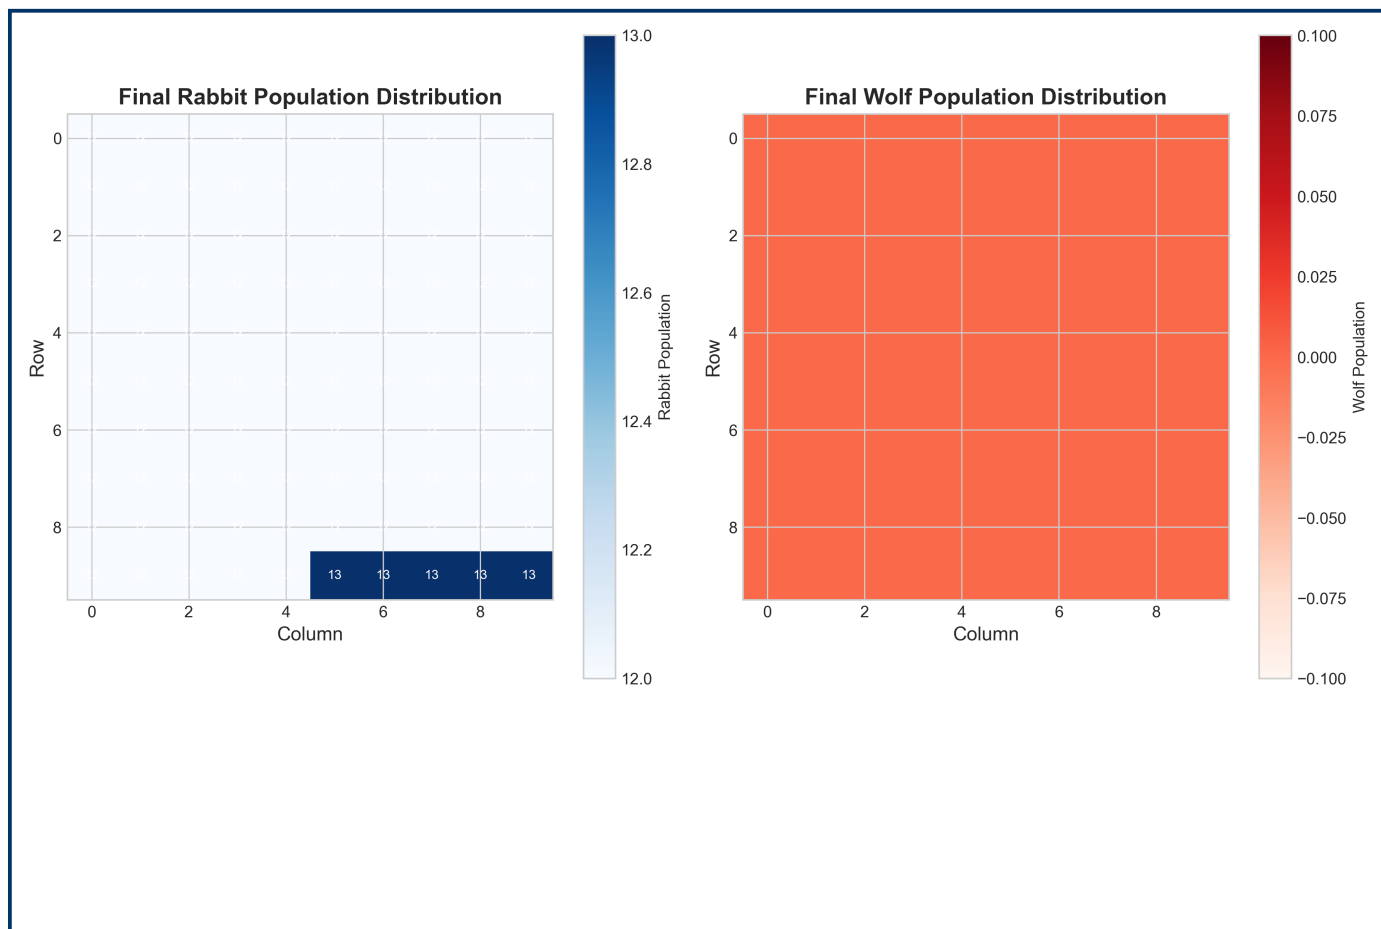 Final Rabbit Population Distribution
0
2
4
6
8
Row
13 13 13 13 13
0 2 4 6 8
Column
13.0
12.8
12.6
12.4
12.2
12.0
Rabbit Population
Final Wolf Population Distribution
0
2
4
6
8
Row
0 2 4 6 8
Column
0.100
0.075
0.050
0.025
0.000
−0.025
−0.050
−0.075
−0.100
Wolf Population